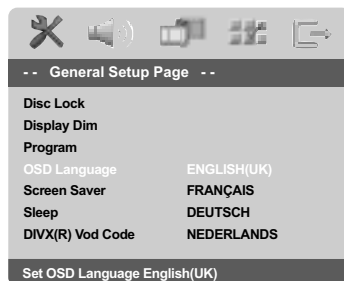 -- General Setup Page --
Disc Lock
Display Dim
Program
OSD Language ENGLISH(UK)
Screen Saver FRANÇAIS
Sleep DEUTSCH
DIVX(R) Vod Code NEDERLANDS
Set OSD Language English(UK)